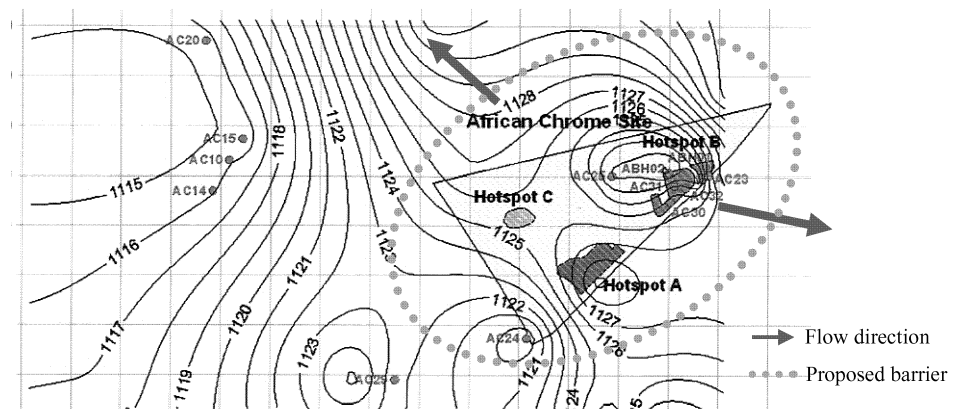 AC20
1128
1127
1126
1122
1118
African Chrome Site
AC15
Hotspot B
AC10
ABH02
AC25
AC23
AC14
AC31
AC32
1115
1124
Hotspot C
AC30
1125
1116
1121
Hotspot A
1122
1120
1127
1117
1123
AC24
1126
Flow direction
1121
AC29
Proposed barrier
1119